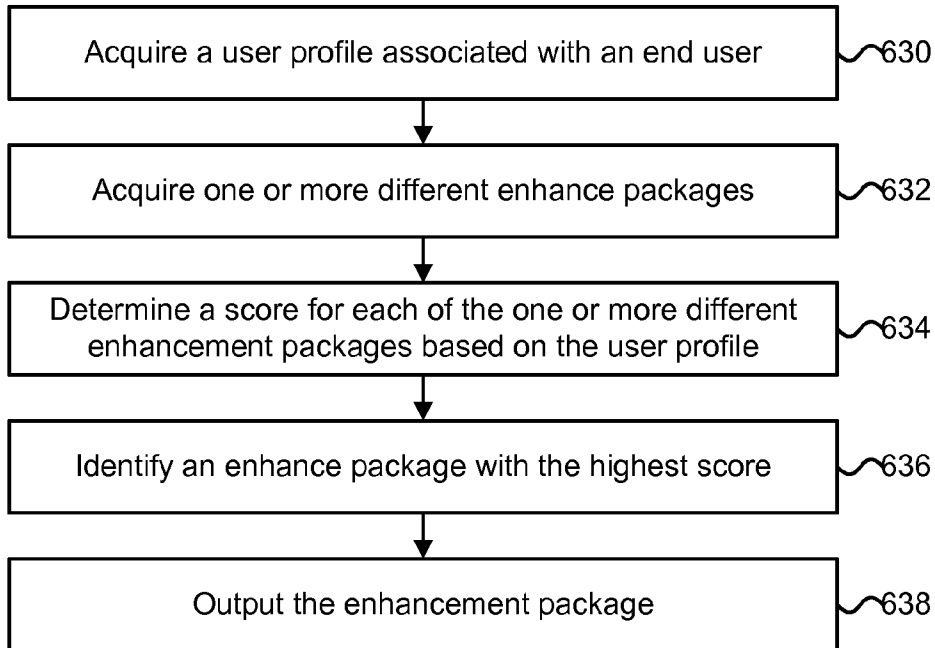 Acquire a user profile associated with an end user
630
Acquire one or more different enhance packages
632
Determine a score for each of the one or more different
enhancement packages based on the user profile
634
Identify an enhance package with the highest score
636
Output the enhancement package
638